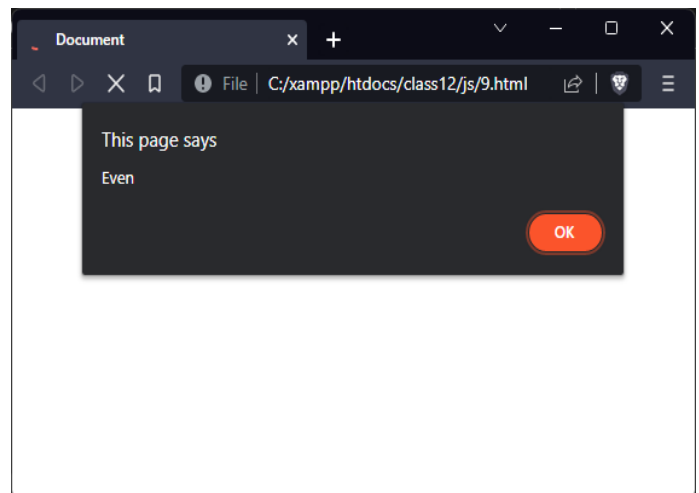 Document
File C:/xampp/htdocs/class12/js/9.html
This page says
Even
OK